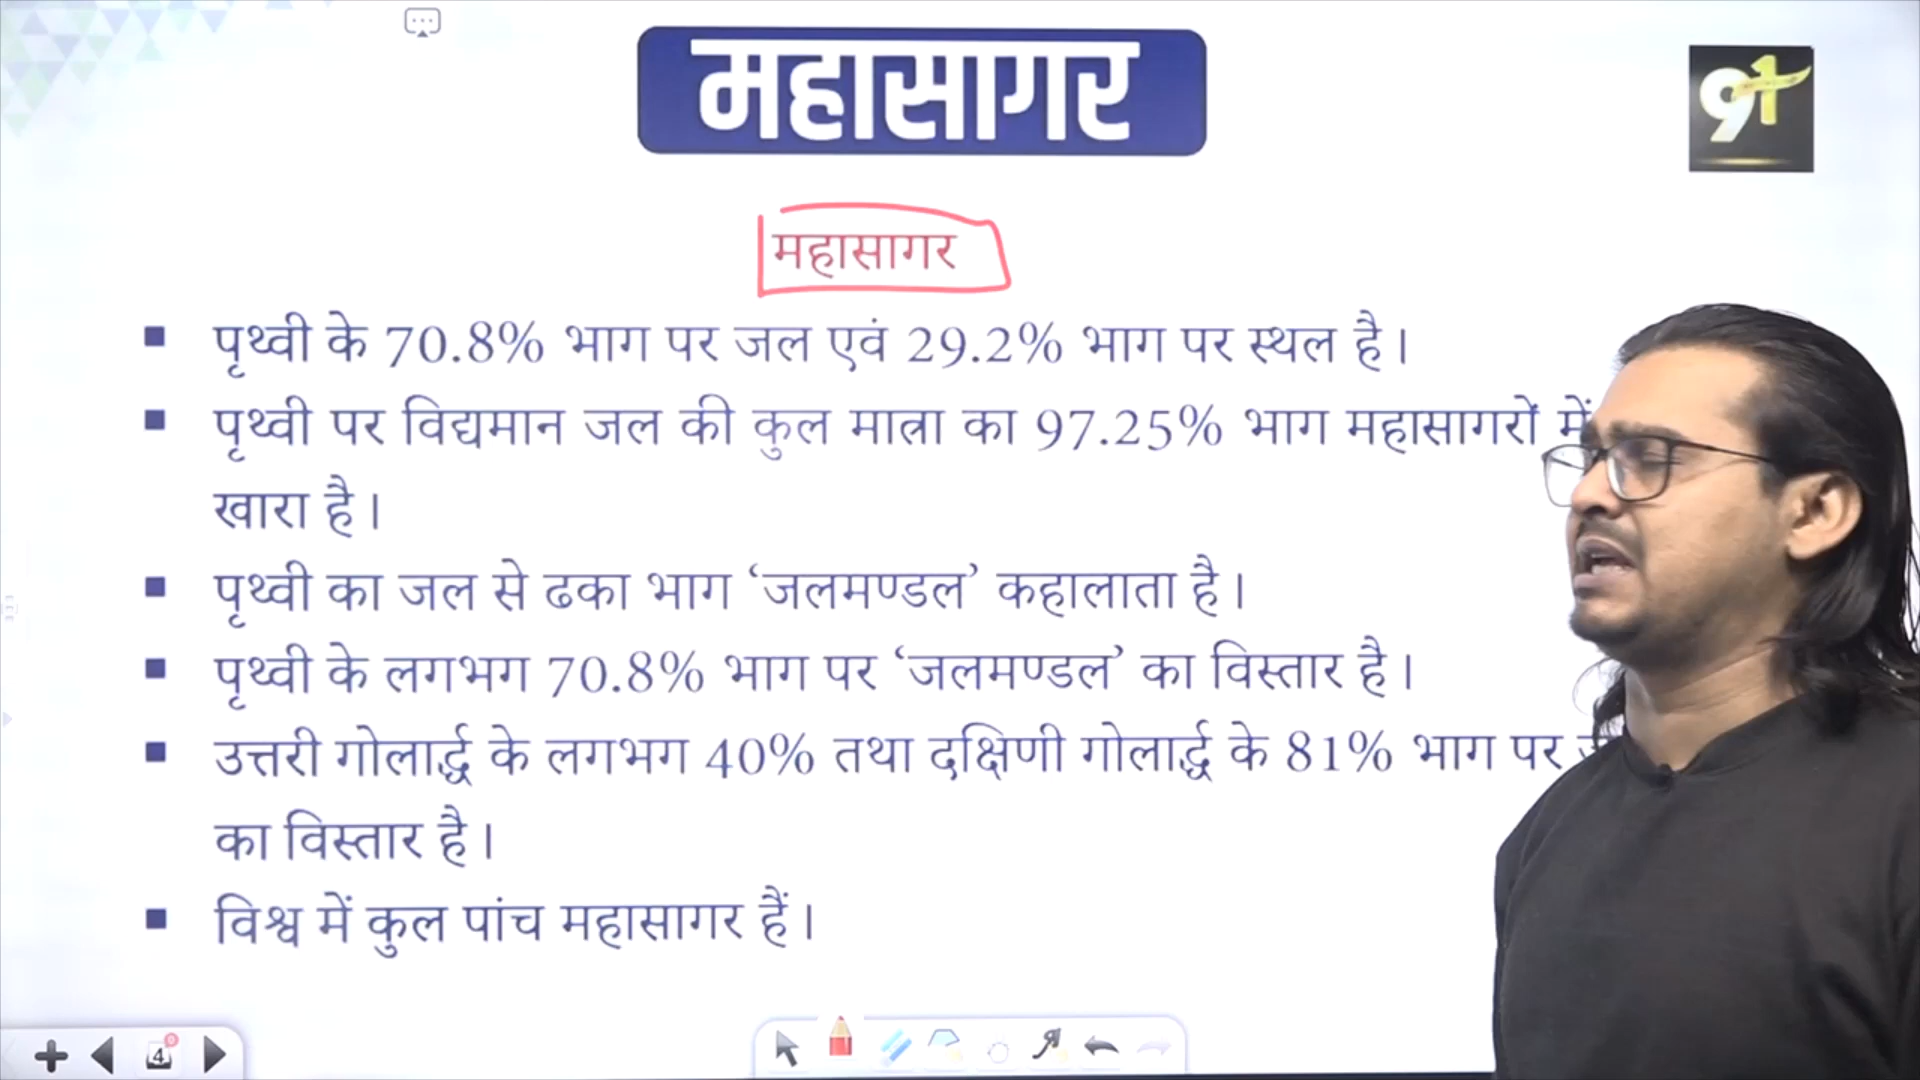 महासागर
9+
महासागर
पृथ्वी के 70.8% भाग पर जल एवं 29.2% भाग पर स्थल है।
पृथ्वी पर विद्यमान जल की कुल मात्रा का 97.25% भाग महासागरों में
खारा है।
पृथ्वी का जल से ढका भाग ‘जलमण्डल’ कहालाता है।
पृथ्वी के लगभग 70.8% भाग पर ‘जलमण्डल’ का विस्तार है।
उत्तरी गोलार्द्ध के लगभग 40% तथा दक्षिणी गोलार्द्ध के 81% भाग पर
का विस्तार है।
विश्व में कुल पांच महासागर हैं।
4